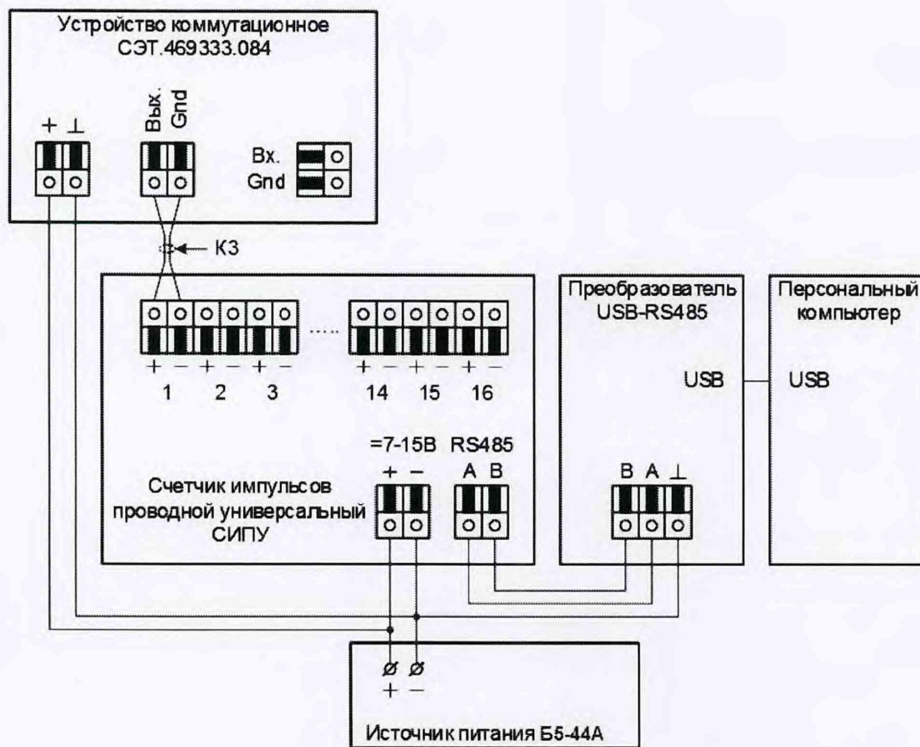 Устройство коммутационное
СЭТ.469333.084
+ ⊥
Вых.
Gnd
Вх.
Gnd
К3
+ − + − + −
.....
+ − + − + −
1 2 3
14 15 16
=7-15В RS485
+ − A B
Счетчик импульсов
проводной универсальный
СИПУ
Преобразователь
USB-RS485
USB
B A ⊥
Персональный
компьютер
USB
+ −
Источник питания Б5-44А